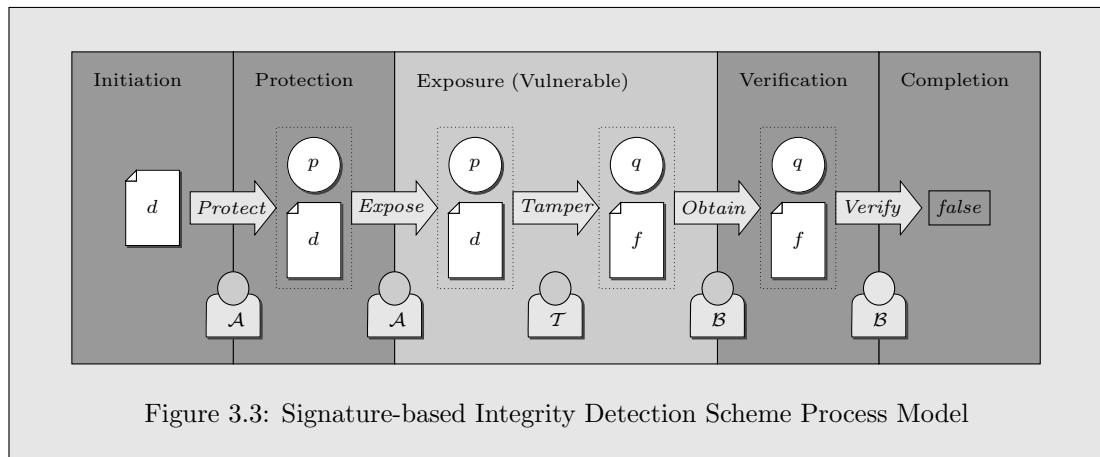 Initiation
Protection
Exposure (Vulnerable)
Verification
Completion
p
p
q
q
d
Protect
d
Expose
d
Tamper
f
Obtain
f
Verify
false
A
A
T
B
B
Figure 3.3: Signature-based Integrity Detection Scheme Process Model